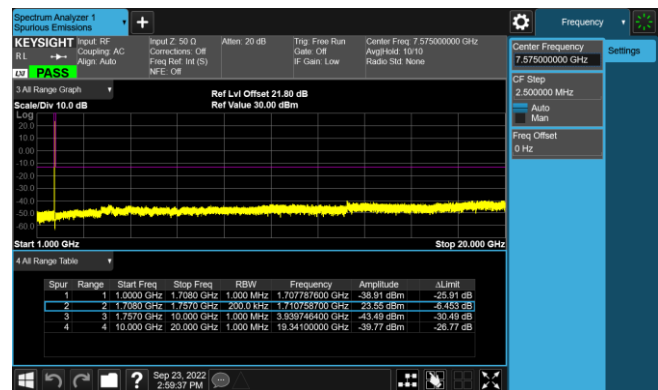 Spectrum Analyzer 1
Spurious Emissions
Frequency
KEYSIGHT
R L
LXI
PASS
Input: RF
Coupling: AC
Align: Auto
Input Z: 50 Ω
Corrections: Off
Freq Ref: Int (S)
NFE: Off
Atten: 20 dB
Trig: Free Run
Gate: Off
IF Gain: Low
Center Freq: 7.575000000 GHz
Avg|Hold: 10/10
Radio Std: None
Center Frequency
7.575000000 GHz
Settings
CF Step
2.500000 MHz
Auto
Man
Freq Offset
0 Hz
3 All Range Graph
Scale/Div 10.0 dB
Ref Lvl Offset 21.80 dB
Ref Value 30.00 dBm
Log
20.0
10.0
0.00
-10.0
-20.0
-30.0
-40.0
-50.0
-60.0
Start 1.000 GHz
Stop 20.000 GHz
4 All Range Table
Spur Range Start Freq Stop Freq RBW Frequency Amplitude ΔLimit
1 1 1.0000 GHz 1.7080 GHz 1.000 MHz 1.707787600 GHz -38.91 dBm -25.91 dB
2 2 1.7080 GHz 1.7570 GHz 200.0 kHz 1.710758700 GHz 23.55 dBm -6.453 dB
3 3 1.7570 GHz 10.000 GHz 1.000 MHz 3.939746400 GHz -43.49 dBm -30.49 dB
4 4 10.000 GHz 20.000 GHz 1.000 MHz 19.34100000 GHz -39.77 dBm -26.77 dB
Sep 23, 2022
2:59:37 PM